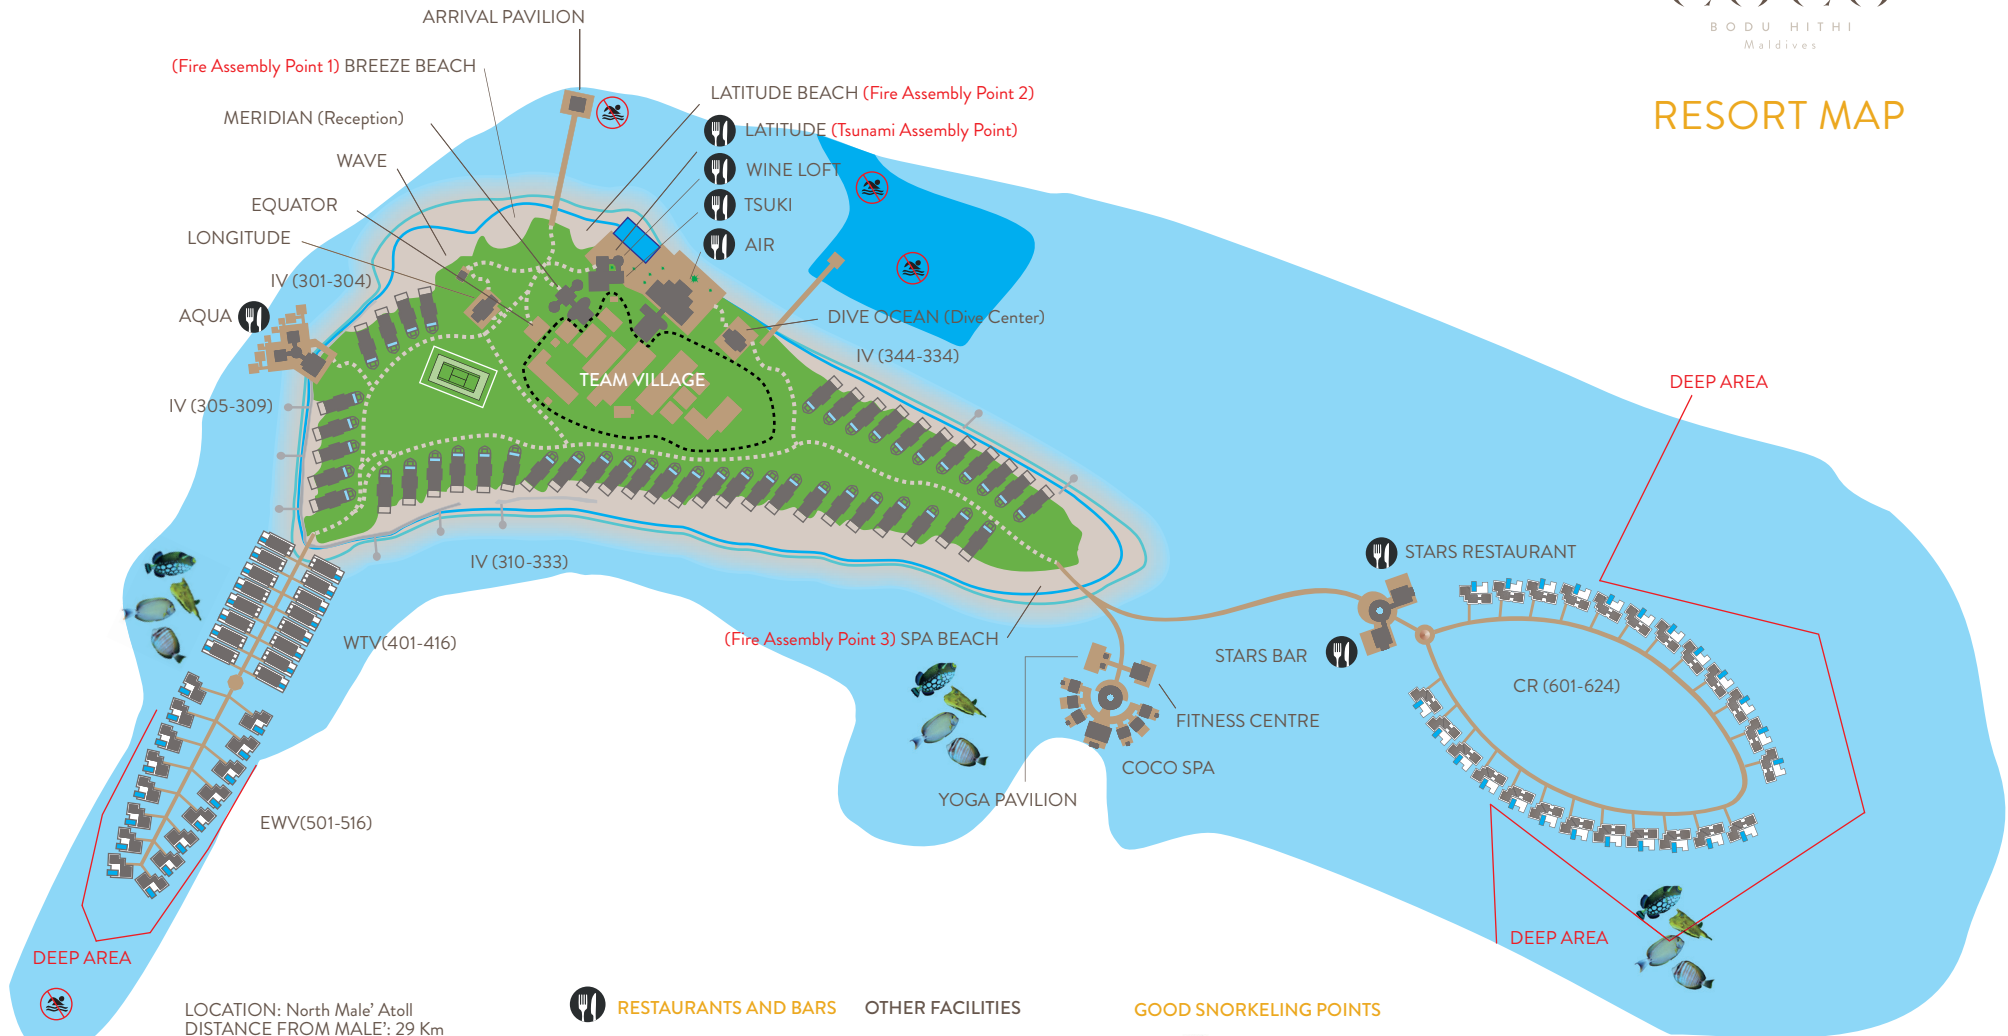 BODU HITHI
Maldives
RESORT MAP
ARRIVAL PAVILION
(Fire Assembly Point 1) BREEZE BEACH
MERIDIAN (Reception)
WAVE
EQUATOR
LONGITUDE
IV (301-304)
AQUA
IV (305-309)
LATITUDE BEACH (Fire Assembly Point 2)
LATITUDE (Tsunami Assembly Point)
WINE LOFT
TSUKI
AIR
DIVE OCEAN (Dive Center)
IV (344-334)
TEAM VILLAGE
DEEP AREA
IV (310-333)
STARS RESTAURANT
WTV(401-416)
(Fire Assembly Point 3) SPA BEACH
STARS BAR
CR (601-624)
FITNESS CENTRE
COCO SPA
YOGA PAVILION
EWV(501-516)
DEEP AREA
DEEP AREA
LOCATION: North Male' Atoll
DISTANCE FROM MALE': 29 Km
RESTAURANTS AND BARS
OTHER FACILITIES
GOOD SNORKELING POINTS